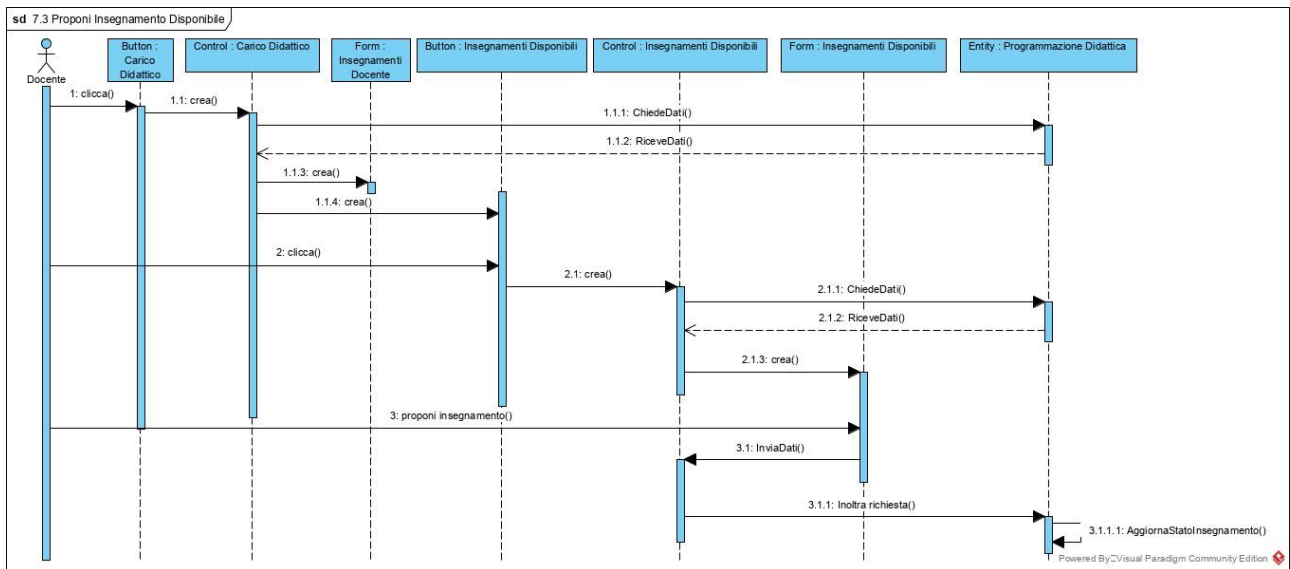 sd 7.3 Proponi Insegnamento Disponibile
Docente
Button :
Carico
Didattico
Control : Carico Didattico
Form :
Insegnamenti
Docente
Button : Insegnamenti Disponibili
Control : Insegnamenti Disponibili
Form : Insegnamenti Disponibili
Entity : Programmazione Didattica
1: clicca()
1.1: crea()
1.1.1: ChiedeDati()
1.1.2: RiceveDati()
1.1.3: crea()
1.1.4: crea()
2: clicca()
2.1: crea()
2.1.1: ChiedeDati()
2.1.2: RiceveDati()
2.1.3: crea()
3: proponi insegnamento()
3.1: InviaDati()
3.1.1: Inoltra richiesta()
3.1.1.1: AggiornaStatoInsegnamento()
Powered By Visual Paradigm Community Edition